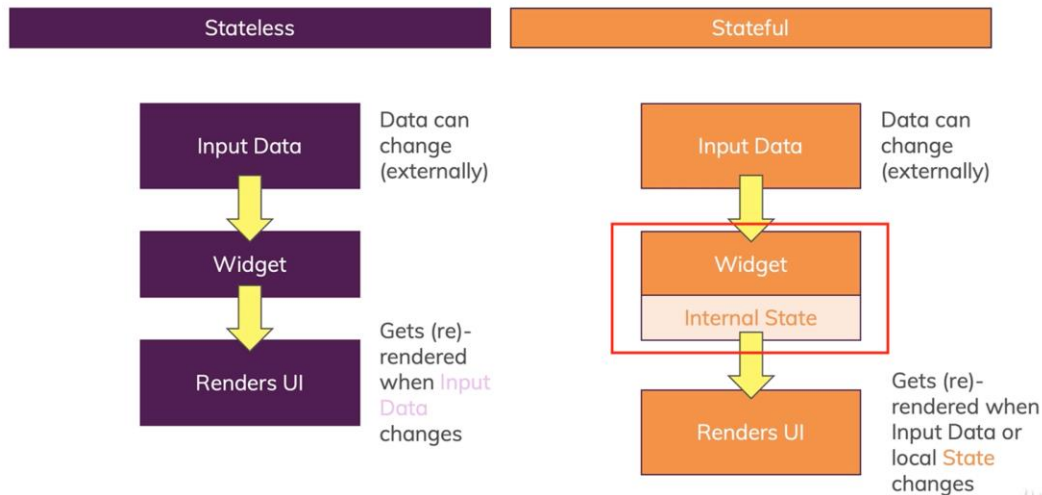 Stateless
Input Data
Data can
change
(externally)
Widget
Gets (re)-
rendered
when Input
Data
changes
Renders UI
Stateful
Input Data
Data can
change
(externally)
Widget
Internal State
Renders UI
Gets (re)-
rendered when
Input Data or
local State
changes